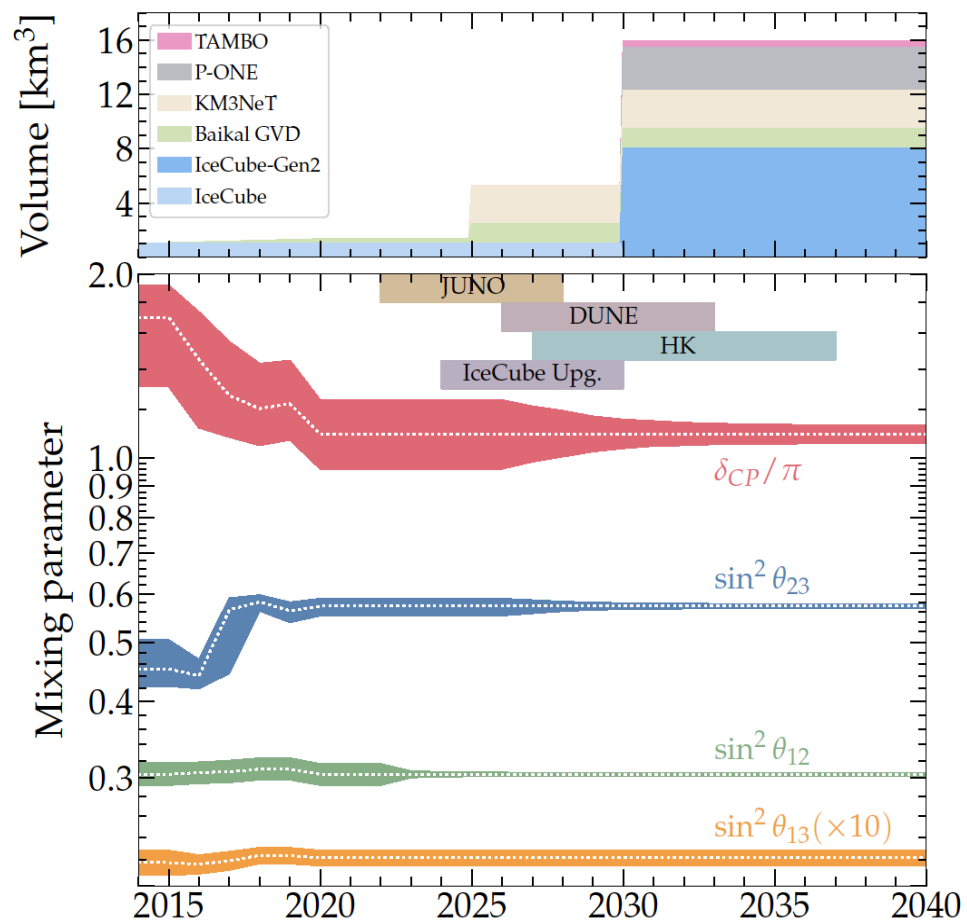 Volume [km³]
16
12
8
4
TAMBO
P-ONE
KM3NeT
Baikal GVD
IceCube-Gen2
IceCube
Mixing parameter
2.0
1.0
0.9
0.8
0.7
0.6
0.5
0.4
0.3
JUNO
DUNE
HK
IceCube Upg.
δ_CP/π
sin² θ₂₃
sin² θ₁₂
sin² θ₁₃(×10)
2015 2020 2025 2030 2035 2040